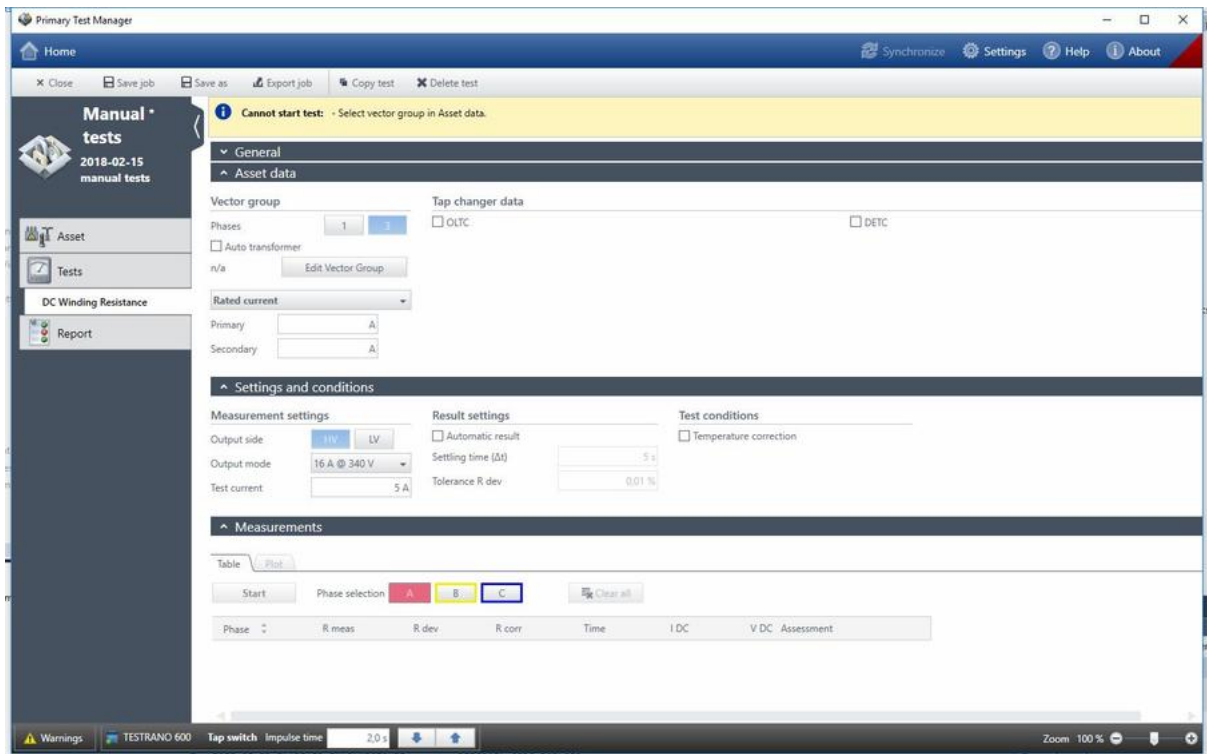 Primary Test Manager
Home Synchronize Settings Help About
Close Save job Save as Export job Copy test Delete test
Manual *
tests
2018-02-15
manual tests
Cannot start test: - Select vector group in Asset data.
General
Asset data
Vector group Tap changer data
Phases 1 3 OLTC DETC
Auto transformer
n/a Edit Vector Group
Asset
Tests
DC Winding Resistance
Report
Rated current
Primary A
Secondary A
Settings and conditions
Measurement settings Result settings Test conditions
Output side HV LV Automatic result Temperature correction
Output mode 16 A @ 340 V Settling time (Δt) 5 s
Test current 5 A Tolerance R dev 0,01 %
Measurements
Table Plot
Start Phase selection A B C Clear all
Phase R meas R dev R corr Time I DC V DC Assessment
Warnings TESTRANO 600 Tap switch Impulse time 2,0 s Zoom 100 %